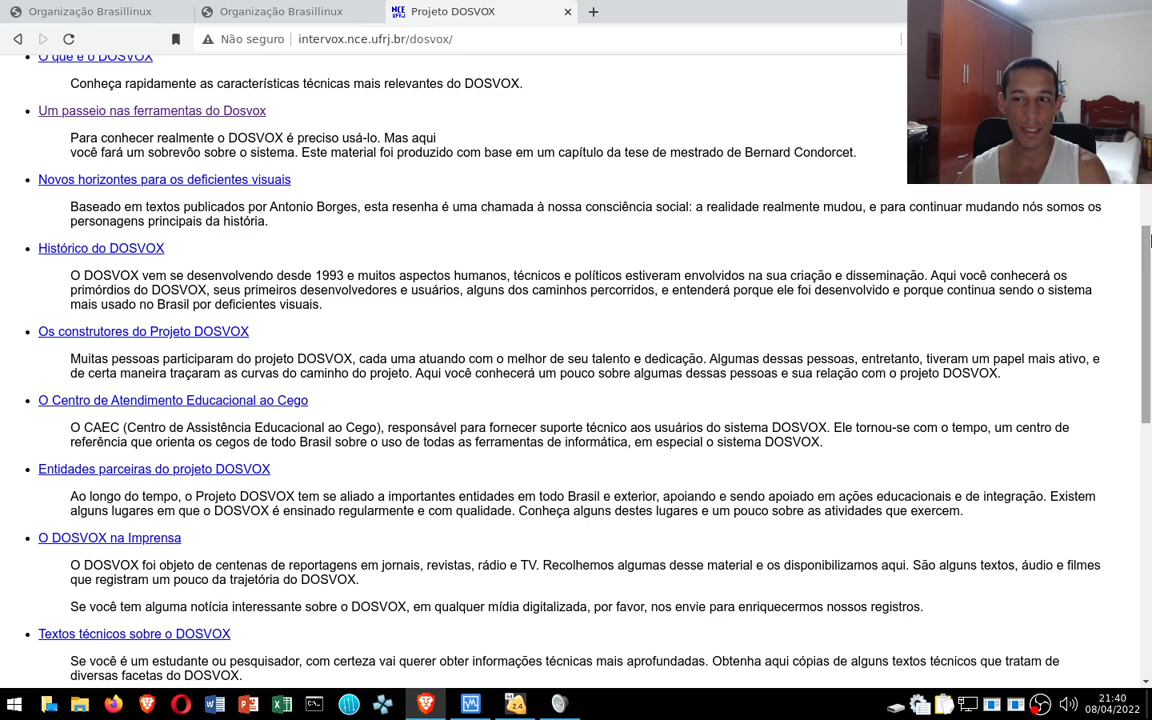 Organização Brasillinux
Organização Brasillinux
NCE UFRJ
Projeto DOSVOX
Não seguro
intervox.nce.ufrj.br/dosvox/
O que é o DOSVOX
Conheça rapidamente as características técnicas mais relevantes do DOSVOX.
Um passeio nas ferramentas do Dosvox
Para conhecer realmente o DOSVOX é preciso usá-lo. Mas aqui
você fará um sobrevôo sobre o sistema. Este material foi produzido com base em um capítulo da tese de mestrado de Bernard Condorcet.
Novos horizontes para os deficientes visuais
Baseado em textos publicados por Antonio Borges, esta resenha é uma chamada à nossa consciência social: a realidade realmente mudou, e para continuar mudando nós somos os
personagens principais da história.
Histórico do DOSVOX
O DOSVOX vem se desenvolvendo desde 1993 e muitos aspectos humanos, técnicos e políticos estiveram envolvidos na sua criação e disseminação. Aqui você conhecerá os
primórdios do DOSVOX, seus primeiros desenvolvedores e usuários, alguns dos caminhos percorridos, e entenderá porque ele foi desenvolvido e porque continua sendo o sistema
mais usado no Brasil por deficientes visuais.
Os construtores do Projeto DOSVOX
Muitas pessoas participaram do projeto DOSVOX, cada uma atuando com o melhor de seu talento e dedicação. Algumas dessas pessoas, entretanto, tiveram um papel mais ativo, e
de certa maneira traçaram as curvas do caminho do projeto. Aqui você conhecerá um pouco sobre algumas dessas pessoas e sua relação com o projeto DOSVOX.
O Centro de Atendimento Educacional ao Cego
O CAEC (Centro de Assistência Educacional ao Cego), responsável para fornecer suporte técnico aos usuários do sistema DOSVOX. Ele tornou-se com o tempo, um centro de
referência que orienta os cegos de todo Brasil sobre o uso de todas as ferramentas de informática, em especial o sistema DOSVOX.
Entidades parceiras do projeto DOSVOX
Ao longo do tempo, o Projeto DOSVOX tem se aliado a importantes entidades em todo Brasil e exterior, apoiando e sendo apoiado em ações educacionais e de integração. Existem
alguns lugares em que o DOSVOX é ensinado regularmente e com qualidade. Conheça alguns destes lugares e um pouco sobre as atividades que exercem.
O DOSVOX na Imprensa
O DOSVOX foi objeto de centenas de reportagens em jornais, revistas, rádio e TV. Recolhemos algumas desse material e os disponibilizamos aqui. São alguns textos, áudio e filmes
que registram um pouco da trajetória do DOSVOX.
Se você tem alguma notícia interessante sobre o DOSVOX, em qualquer mídia digitalizada, por favor, nos envie para enriquecermos nossos registros.
Textos técnicos sobre o DOSVOX
Se você é um estudante ou pesquisador, com certeza vai querer obter informações técnicas mais aprofundadas. Obtenha aqui cópias de alguns textos técnicos que tratam de
diversas facetas do DOSVOX.
2.4
21:40
08/04/2022